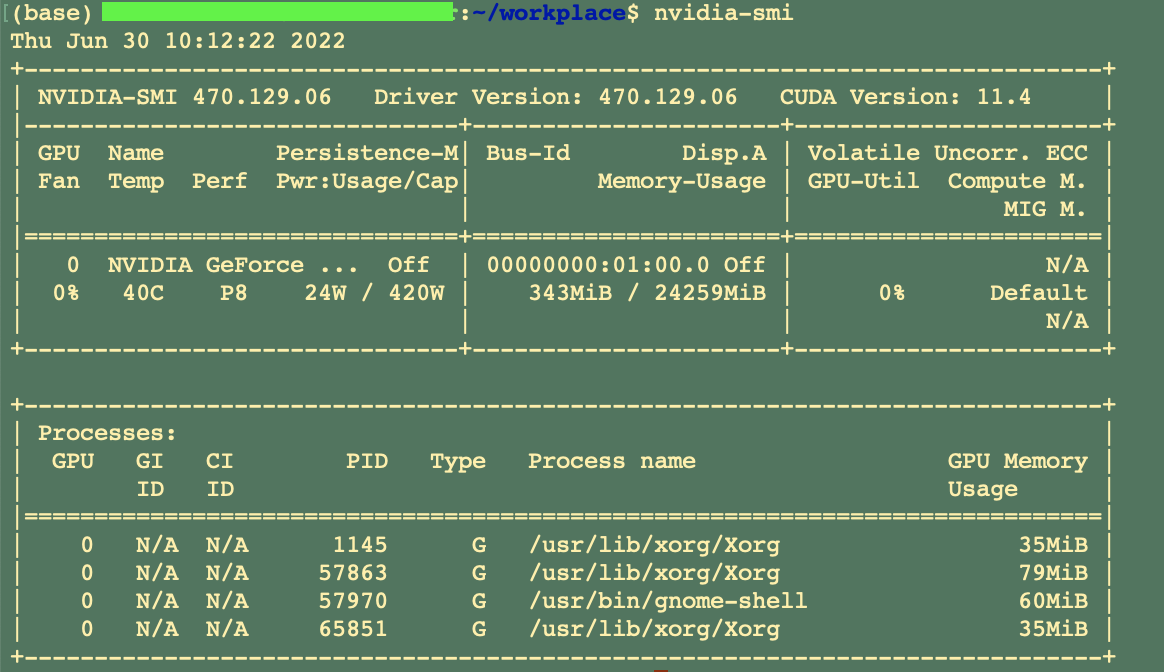 (base) :~/workplace$ nvidia-smi
Thu Jun 30 10:12:22 2022
+-----------------------------------------------------------------------------+
| NVIDIA-SMI 470.129.06   Driver Version: 470.129.06   CUDA Version: 11.4     |
|-------------------------------+----------------------+----------------------+
| GPU  Name        Persistence-M| Bus-Id        Disp.A | Volatile Uncorr. ECC |
| Fan  Temp  Perf  Pwr:Usage/Cap|         Memory-Usage | GPU-Util  Compute M. |
|                               |                      |               MIG M. |
|===============================+======================+======================|
|   0  NVIDIA GeForce ...  Off  | 00000000:01:00.0 Off |                  N/A |
|  0%   40C    P8    24W / 420W |    343MiB / 24259MiB |      0%      Default |
|                               |                      |                  N/A |
+-------------------------------+----------------------+----------------------+

+-----------------------------------------------------------------------------+
| Processes:                                                                  |
|  GPU   GI   CI        PID   Type   Process name                  GPU Memory |
|        ID   ID                                                   Usage      |
|=============================================================================|
|    0   N/A  N/A      1145      G   /usr/lib/xorg/Xorg                 35MiB |
|    0   N/A  N/A     57863      G   /usr/lib/xorg/Xorg                 79MiB |
|    0   N/A  N/A     57970      G   /usr/bin/gnome-shell               60MiB |
|    0   N/A  N/A     65851      G   /usr/lib/xorg/Xorg                 35MiB |
+-----------------------------------------------------------------------------+